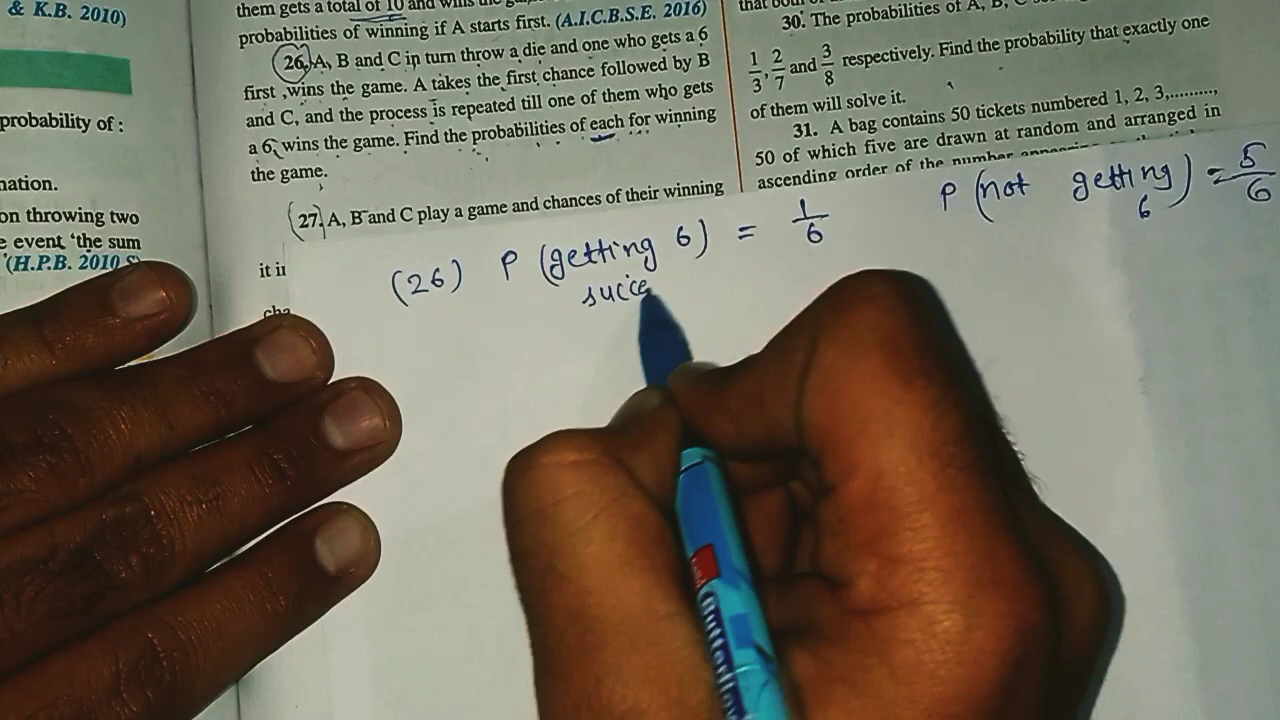 & K.B. 2010)
probability of :
nation.
on throwing two
e event 'the sum
(H.P.B. 2010
them gets a total of 10 and wins the
probabilities of winning if A starts first. (A.I.C.B.S.E. 2016)
26. A, B and C in turn throw a die and one who gets a 6
first , wins the game. A takes the first chance followed by B
and C, and the process is repeated till one of them who gets
a 6, wins the game. Find the probabilities of each for winning
the game.
(27. A, B and C play a game and chances of their winning
it
30. The probabilities of A, B, C
1/3, 2/7 and 3/8 respectively. Find the probability that exactly one
of them will solve it.
31. A bag contains 50 tickets numbered 1, 2, 3,..........,
50 of which five are drawn at random and arranged in
ascending order of the number
(26) P (getting 6) = 1/6
succe
P (not getting 6) = 5/6
Butterflow